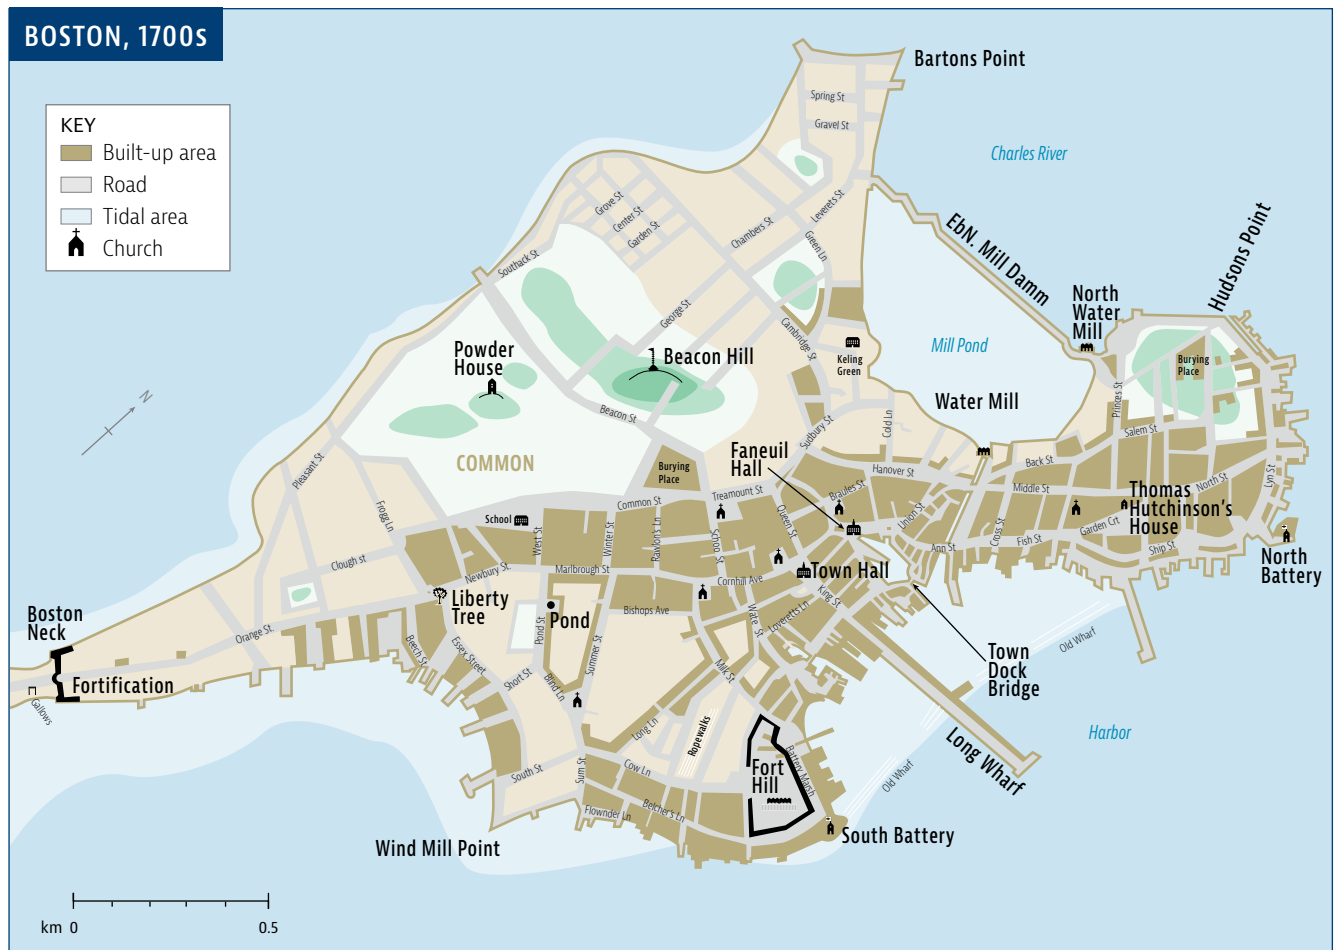 BOSTON, 1700s
KEY
Built-up area
Road
Tidal area
Church
Bartons Point
Spring St
Gravel St
Charles River
Leverets St
Chambers St
Green Ln
Grove St
Center St
Garden St
Southack St
EbN. Mill Damm
Hudsons Point
North
Water
Mill
George St
Cambridge St
Mill Pond
Keling
Green
Burying
Place
Powder
House
Beacon Hill
Beacon St
Water Mill
Princes St
Salem St
Sudbury St
Cold Ln
N
COMMON
Faneuil
Hall
Hanover St
Back St
Middle St
Burying
Place
Treamount St
Common St
Braules St
Union St
Thomas
Hutchinson's
House
North St
Lyn St
Pleasant St
Frogg Ln
School
West St
Winter St
Rawlon's Ln
Schoo St
Queen St
Ann St
Cross St
Fish St
Garden Crt
Ship St
North
Battery
Clough st
Newbury St
Marlbrough St
Cornhill Ave
Town Hall
King St
Liberty
Tree
Pond
Pond St
Bishops Ave
Wate St
Loveretts Ln
Boston
Neck
Orange St
Beech St
Essex Street
Short St
Blind Ln
Sommer St
Milk St
Old Wharf
Town
Dock
Bridge
Fortification
Gallows
Long Ln
Ropewalks
Long Wharf
Harbor
South St
Sum St
Cow Ln
Fort
Hill
Battery Marsh
Old Wharf
Flownder Ln
Belcher's Ln
South Battery
Wind Mill Point
km 0 0.5